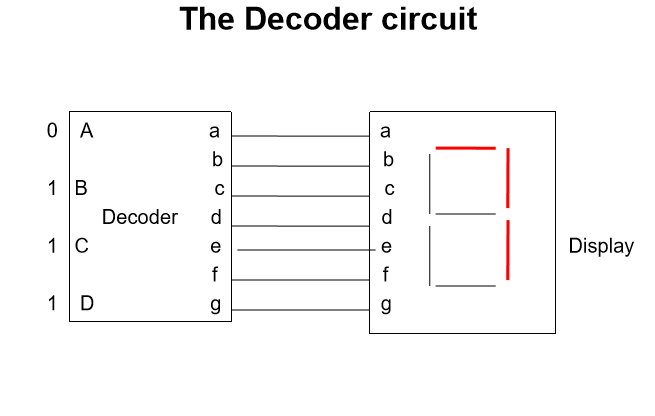 The Decoder circuit
0 A a a
b b
1 B c c
Decoder d d
1 C e e Display
f f
1 D g g